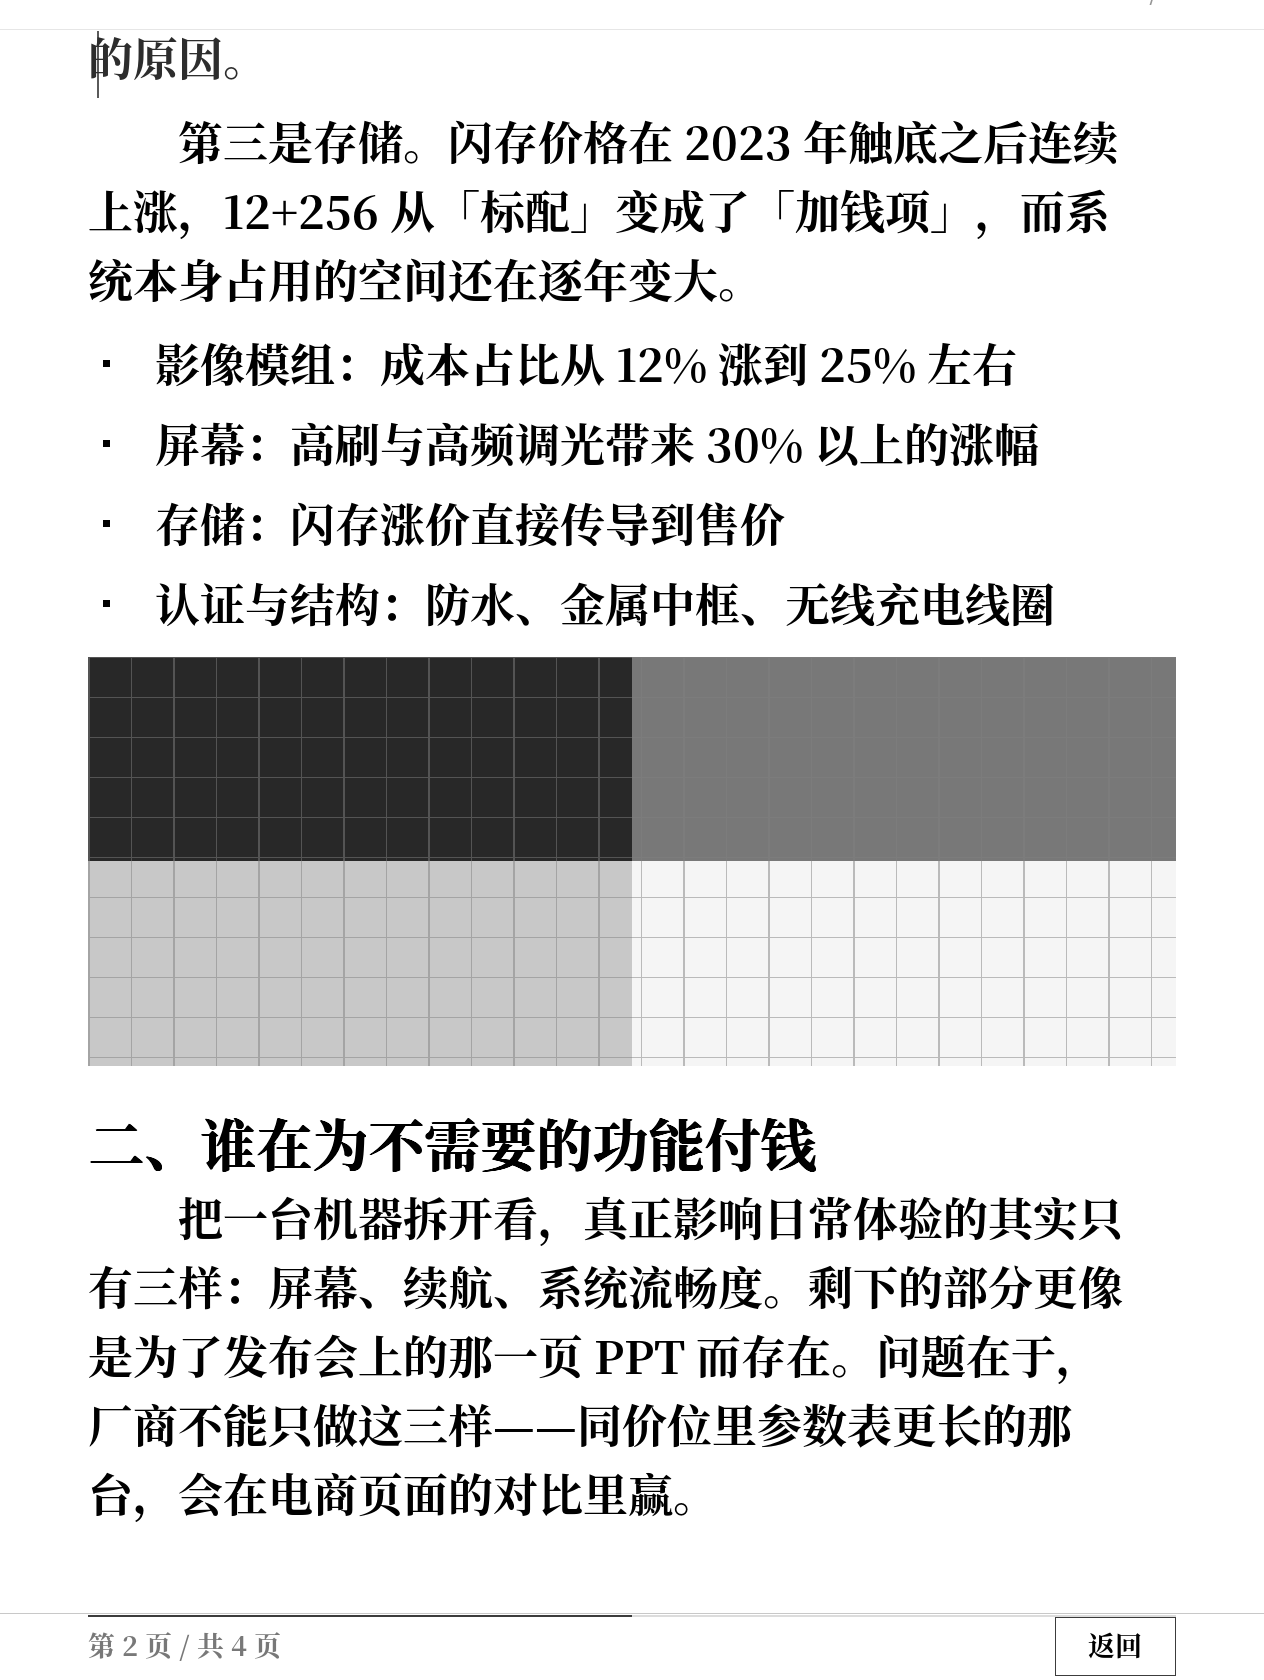 的原因。
第三是存储。闪存价格在 2023 年触底之后连续
上涨，12+256 从「标配」变成了「加钱项」，而系
统本身占用的空间还在逐年变大。
· 影像模组：成本占比从 12% 涨到 25% 左右
· 屏幕：高刷与高频调光带来 30% 以上的涨幅
· 存储：闪存涨价直接传导到售价
· 认证与结构：防水、金属中框、无线充电线圈
二、谁在为不需要的功能付钱
把一台机器拆开看，真正影响日常体验的其实只
有三样：屏幕、续航、系统流畅度。剩下的部分更像
是为了发布会上的那一页 PPT 而存在。问题在于，
厂商不能只做这三样——同价位里参数表更长的那
台，会在电商页面的对比里赢。
第 2 页 / 共 4 页
返回